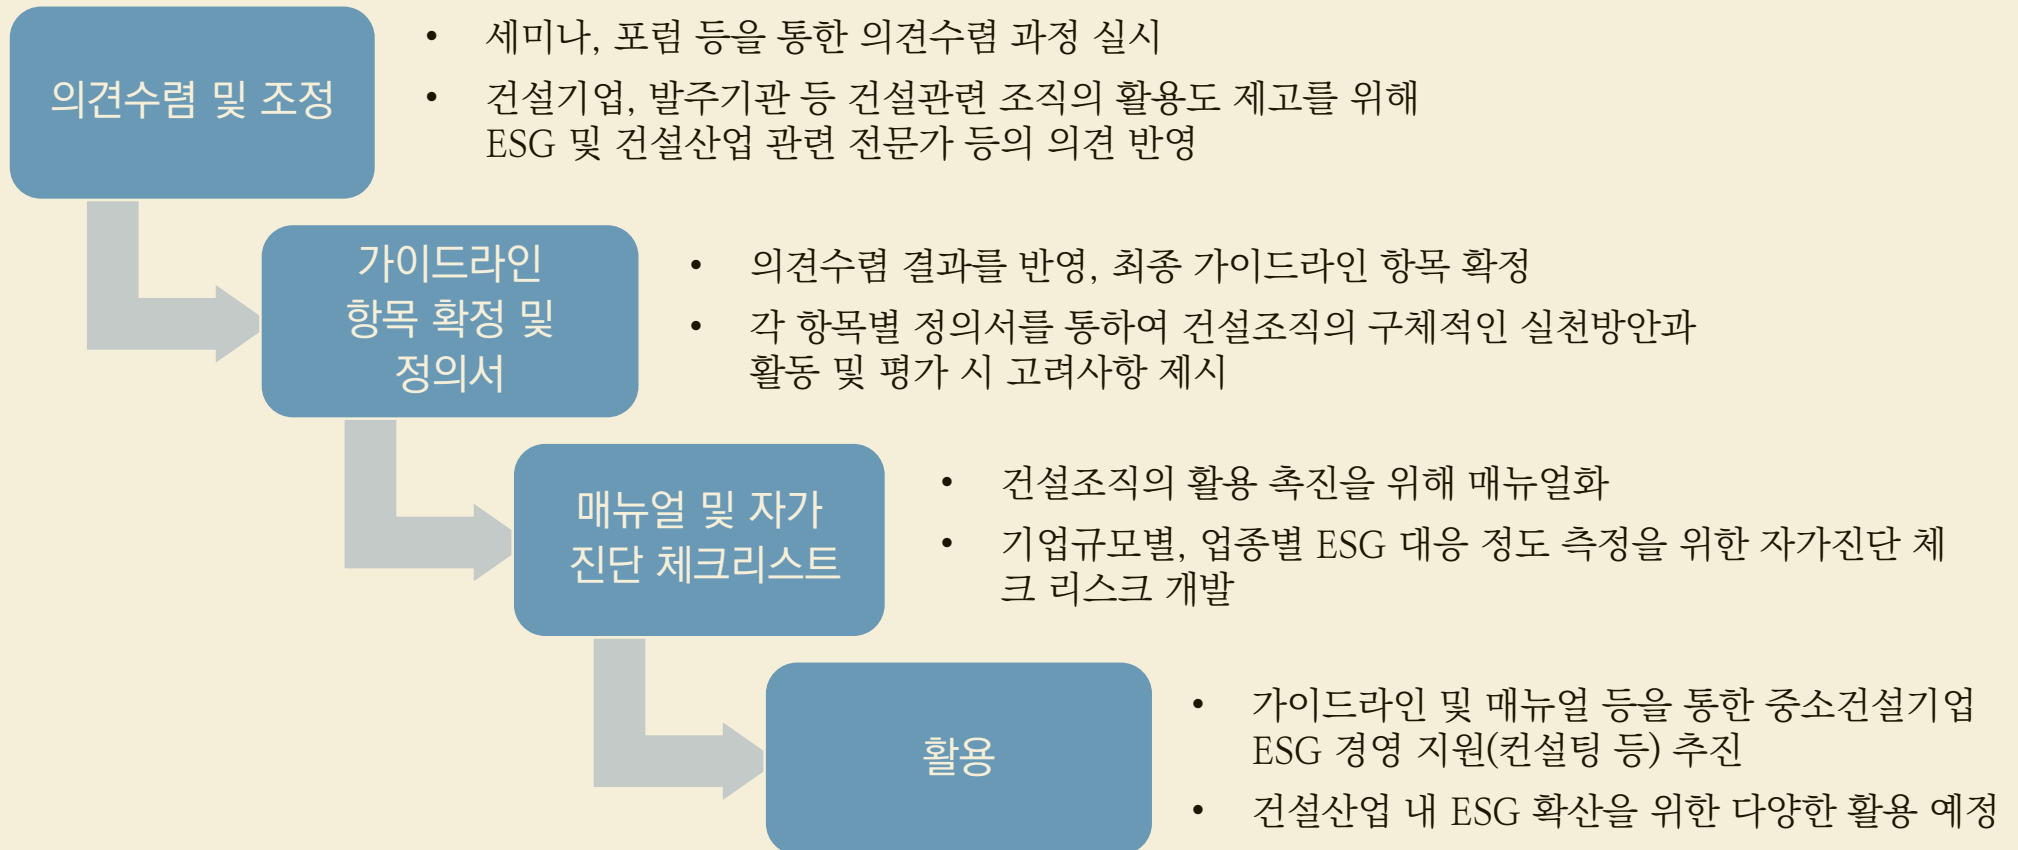 의견수렴 및 조정
• 세미나, 포럼 등을 통한 의견수렴 과정 실시
• 건설기업, 발주기관 등 건설관련 조직의 활용도 제고를 위해
ESG 및 건설산업 관련 전문가 등의 의견 반영
가이드라인
항목 확정 및
정의서
• 의견수렴 결과를 반영, 최종 가이드라인 항목 확정
• 각 항목별 정의서를 통하여 건설조직의 구체적인 실천방안과
활동 및 평가 시 고려사항 제시
매뉴얼 및 자가
진단 체크리스트
• 건설조직의 활용 촉진을 위해 매뉴얼화
• 기업규모별, 업종별 ESG 대응 정도 측정을 위한 자가진단 체
크 리스크 개발
활용
• 가이드라인 및 매뉴얼 등을 통한 중소건설기업
ESG 경영 지원(컨설팅 등) 추진
• 건설산업 내 ESG 확산을 위한 다양한 활용 예정